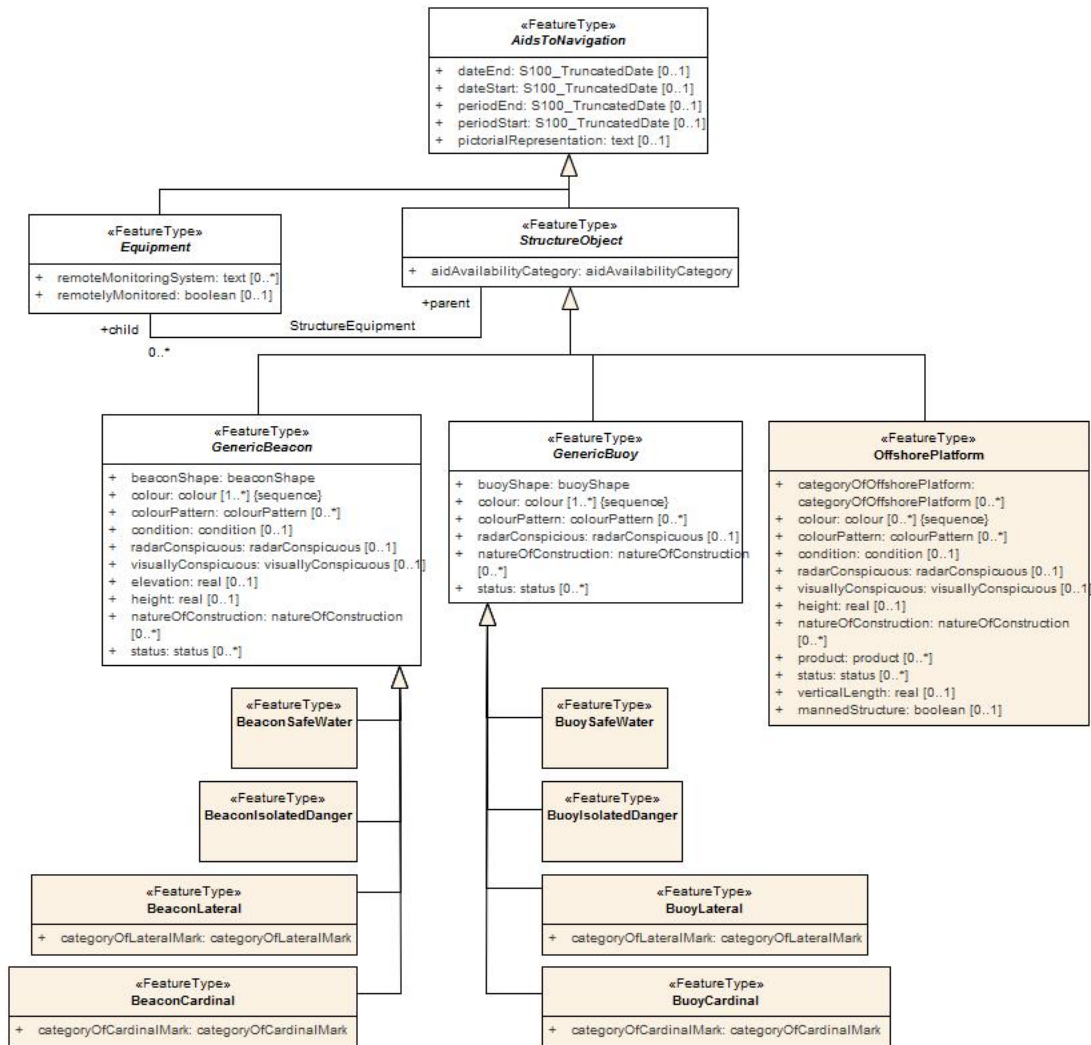 «FeatureType»
AidsToNavigation
+ dateEnd: S100_TruncatedDate [0..1]
+ dateStart: S100_TruncatedDate [0..1]
+ periodEnd: S100_TruncatedDate [0..1]
+ periodStart: S100_TruncatedDate [0..1]
+ pictorialRepresentation: text [0..1]
«FeatureType»
Equipment
+ remoteMonitoringSystem: text [0..*]
+ remotelyMonitored: boolean [0..1]
«FeatureType»
StructureObject
+ aidAvailabilityCategory: aidAvailabilityCategory
+child
0..*
StructureEquipment
+parent
«FeatureType»
GenericBeacon
+ beaconShape: beaconShape
+ colour: colour [1..*] {sequence}
+ colourPattern: colourPattern [0..*]
+ condition: condition [0..1]
+ radarConspicuous: radarConspicuous [0..1]
+ visuallyConspicuous: visuallyConspicuous [0..1]
+ elevation: real [0..1]
+ height: real [0..1]
+ natureOfConstruction: natureOfConstruction
[0..*]
+ status: status [0..*]
«FeatureType»
GenericBuoy
+ buoyShape: buoyShape
+ colour: colour [1..*] {sequence}
+ colourPattern: colourPattern [0..*]
+ radarConspicious: radarConspicuous [0..1]
+ natureOfConstruction: natureOfConstruction
[0..*]
+ status: status [0..*]
«FeatureType»
OffshorePlatform
+ categoryOfOffshorePlatform:
categoryOfOffshorePlatform [0..*]
+ colour: colour [0..*] {sequence}
+ colourPattern: colourPattern [0..*]
+ condition: condition [0..1]
+ radarConspicuous: radarConspicuous [0..1]
+ visuallyConspicuous: visuallyConspicuous [0..1]
+ height: real [0..1]
+ natureOfConstruction: natureOfConstruction
[0..*]
+ product: product [0..*]
+ status: status [0..*]
+ verticalLength: real [0..1]
+ mannedStructure: boolean [0..1]
«FeatureType»
BeaconSafeWater
«FeatureType»
BuoySafeWater
«FeatureType»
BeaconIsolatedDanger
«FeatureType»
BuoyIsolatedDanger
«FeatureType»
BeaconLateral
+ categoryOfLateralMark: categoryOfLateralMark
«FeatureType»
BuoyLateral
+ categoryOfLateralMark: categoryOfLateralMark
«FeatureType»
BeaconCardinal
+ categoryOfCardinalMark: categoryOfCardinalMark
«FeatureType»
BuoyCardinal
+ categoryOfCardinalMark: categoryOfCardinalMark